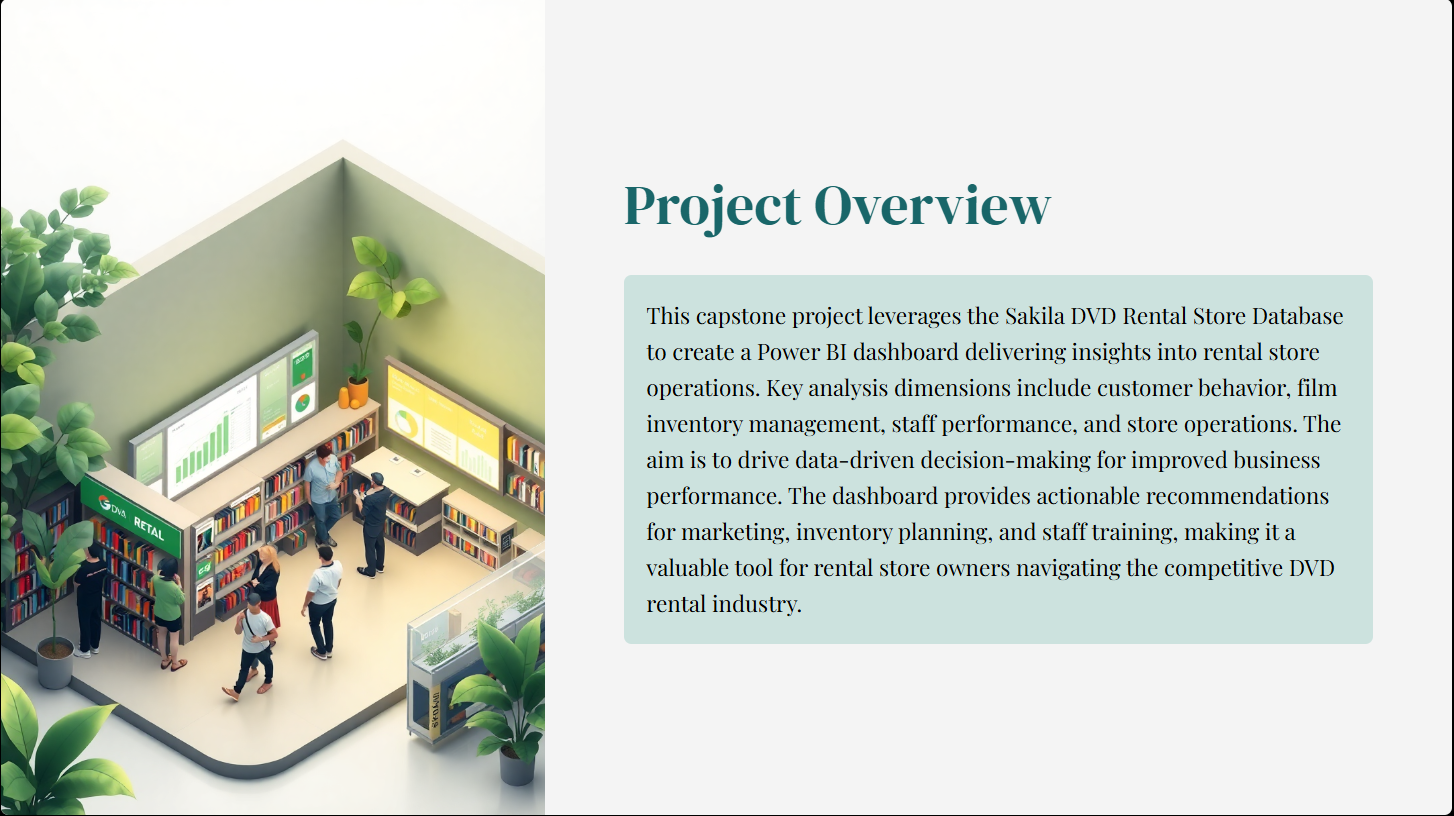 Project Overview
This capstone project leverages the Sakila DVD Rental Store Database
to create a Power BI dashboard delivering insights into rental store
operations. Key analysis dimensions include customer behavior, film
inventory management, staff performance, and store operations. The
aim is to drive data-driven decision-making for improved business
performance. The dashboard provides actionable recommendations
for marketing, inventory planning, and staff training, making it a
valuable tool for rental store owners navigating the competitive DVD
rental industry.
DVA RETAL